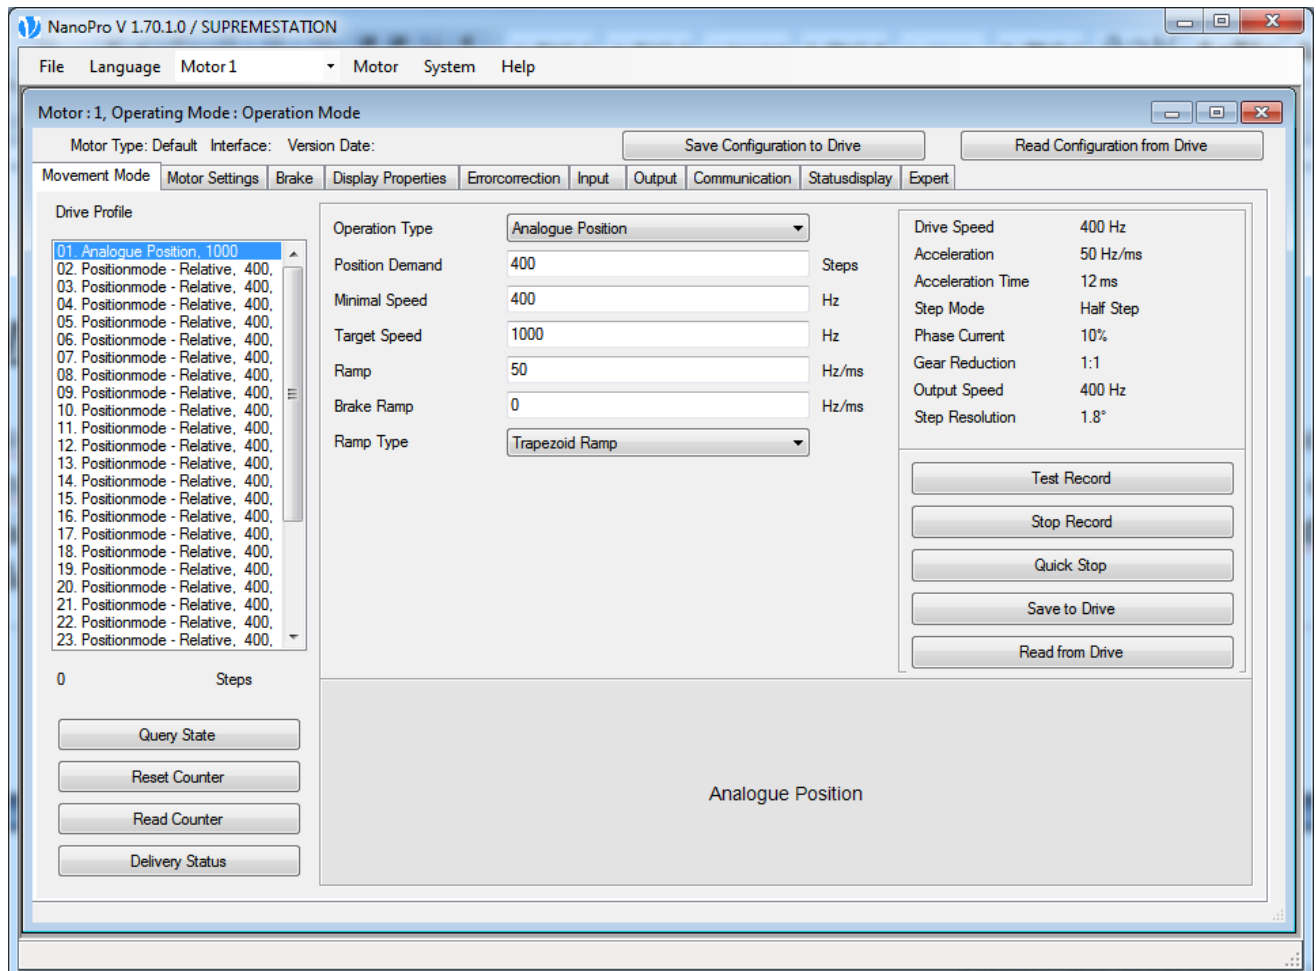 NanoPro V 1.70.1.0 / SUPREMESTATION
File Language Motor1 Motor System Help
Motor : 1, Operating Mode : Operation Mode
Motor Type: Default Interface: Version Date: Save Configuration to Drive Read Configuration from Drive
Movement Mode Motor Settings Brake Display Properties Errorcorrection Input Output Communication Statusdisplay Expert
Drive Profile
01. Analogue Position, 1000
02. Positionmode - Relative, 400,
03. Positionmode - Relative, 400,
04. Positionmode - Relative, 400,
05. Positionmode - Relative, 400,
06. Positionmode - Relative, 400,
07. Positionmode - Relative, 400,
08. Positionmode - Relative, 400,
09. Positionmode - Relative, 400,
10. Positionmode - Relative, 400,
11. Positionmode - Relative, 400,
12. Positionmode - Relative, 400,
13. Positionmode - Relative, 400,
14. Positionmode - Relative, 400,
15. Positionmode - Relative, 400,
16. Positionmode - Relative, 400,
17. Positionmode - Relative, 400,
18. Positionmode - Relative, 400,
19. Positionmode - Relative, 400,
20. Positionmode - Relative, 400,
21. Positionmode - Relative, 400,
22. Positionmode - Relative, 400,
23. Positionmode - Relative, 400,
0 Steps
Query State
Reset Counter
Read Counter
Delivery Status
Operation Type Analogue Position
Position Demand 400 Steps
Minimal Speed 400 Hz
Target Speed 1000 Hz
Ramp 50 Hz/ms
Brake Ramp 0 Hz/ms
Ramp Type Trapezoid Ramp
Drive Speed 400 Hz
Acceleration 50 Hz/ms
Acceleration Time 12 ms
Step Mode Half Step
Phase Current 10%
Gear Reduction 1:1
Output Speed 400 Hz
Step Resolution 1.8°
Test Record
Stop Record
Quick Stop
Save to Drive
Read from Drive
Analogue Position